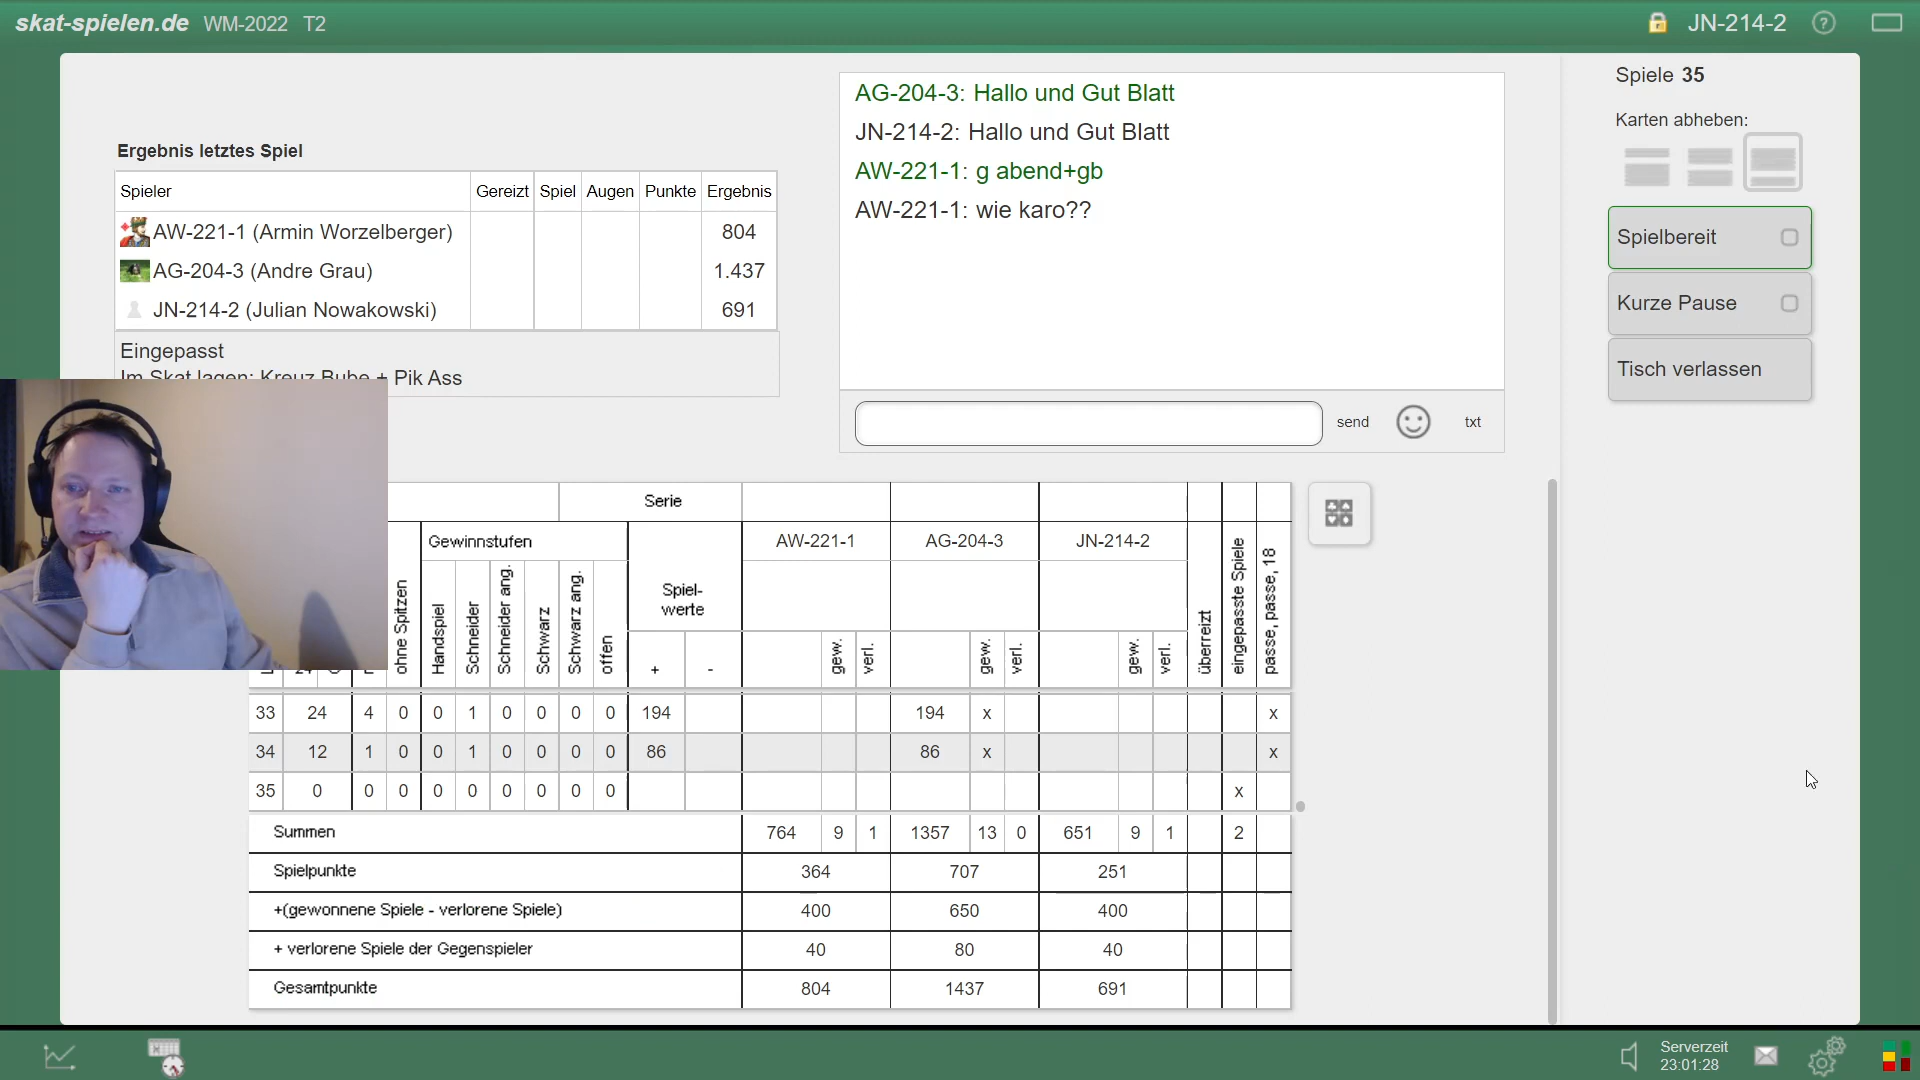 skat-spielen.de WM-2022 T2
JN-214-2 ?
Ergebnis letztes Spiel
Spieler Gereizt Spiel Augen Punkte Ergebnis
AW-221-1 (Armin Worzelberger) 804
AG-204-3 (Andre Grau) 1.437
JN-214-2 (Julian Nowakowski) 691
Eingepasst
Im Skat lagen: Kreuz Bube + Pik Ass
AG-204-3: Hallo und Gut Blatt
JN-214-2: Hallo und Gut Blatt
AW-221-1: g abend+gb
AW-221-1: wie karo??
send txt
Spiele 35
Karten abheben:
Spielbereit
Kurze Pause
Tisch verlassen
Serie
Gewinnstufen
AW-221-1 AG-204-3 JN-214-2
Spiel-
werte
ohne Spitzen
Handspiel
Schneider
Schneider ang.
Schwarz
Schwarz ang.
offen
+ -
gew. verl. gew. verl. gew. verl.
überreizt
eingepasste Spiele
passe, passe, 18
33 24 4 0 0 1 0 0 0 0 194 194 x x
34 12 1 0 0 1 0 0 0 0 86 86 x x
35 0 0 0 0 0 0 0 0 0 x
Summen 764 9 1 1357 13 0 651 9 1 2
Spielpunkte 364 707 251
+(gewonnene Spiele - verlorene Spiele) 400 650 400
+ verlorene Spiele der Gegenspieler 40 80 40
Gesamtpunkte 804 1437 691
Serverzeit
23:01:28